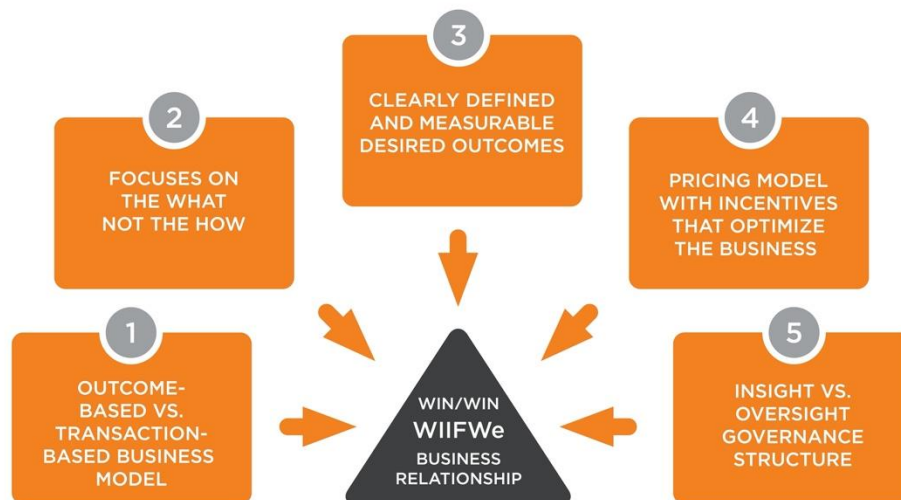 1
OUTCOME-
BASED VS.
TRANSACTION-
BASED BUSINESS
MODEL
2
FOCUSES ON
THE WHAT
NOT THE HOW
3
CLEARLY DEFINED
AND MEASURABLE
DESIRED OUTCOMES
4
PRICING MODEL
WITH INCENTIVES
THAT OPTIMIZE
THE BUSINESS
5
INSIGHT VS.
OVERSIGHT
GOVERNANCE
STRUCTURE
WIN/WIN
WIIFWe
BUSINESS
RELATIONSHIP